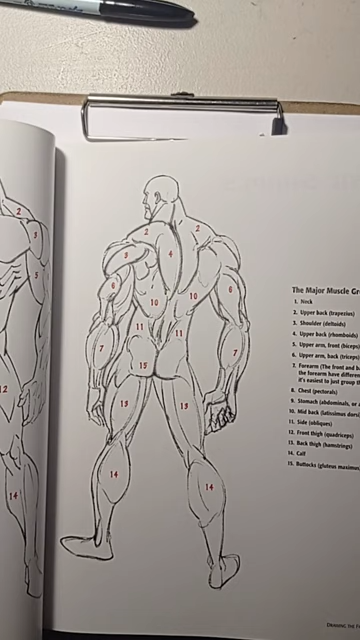 2
3
5
12
14
2
2
3
4
6
6
10
10
11
11
7
7
15
13
13
14
14
The Major Muscle Gr
1. Neck
2. Upper back (trapezius)
3. Shoulder (deltoids)
4. Upper back (rhomboids)
5. Upper arm, front (biceps)
6. Upper arm, back (triceps)
7. Forearm (The front and b
the forearm have differen
it's easiest to just group t
8. Chest (pectorals)
9. Stomach (abdominals, or a
10. Mid back (latissimus dorsi
11. Side (obliques)
12. Front thigh (quadriceps)
13. Back thigh (hamstrings)
14. Calf
15. Buttocks (gluteus maximus
DRAWING THE F